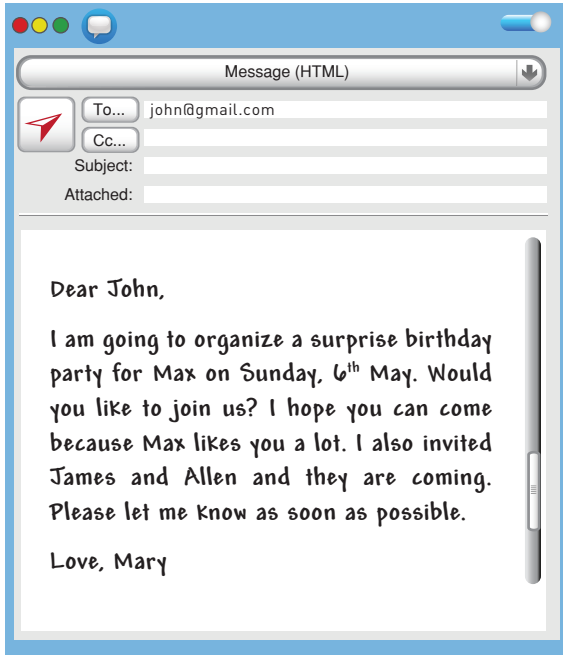 Message (HTML)
To... john@gmail.com
Cc...
Subject:
Attached:
Dear John,
I am going to organize a surprise birthday
party for Max on Sunday, 6th May. Would
you like to join us? I hope you can come
because Max likes you a lot. I also invited
James and Allen and they are coming.
Please let me know as soon as possible.
Love, Mary